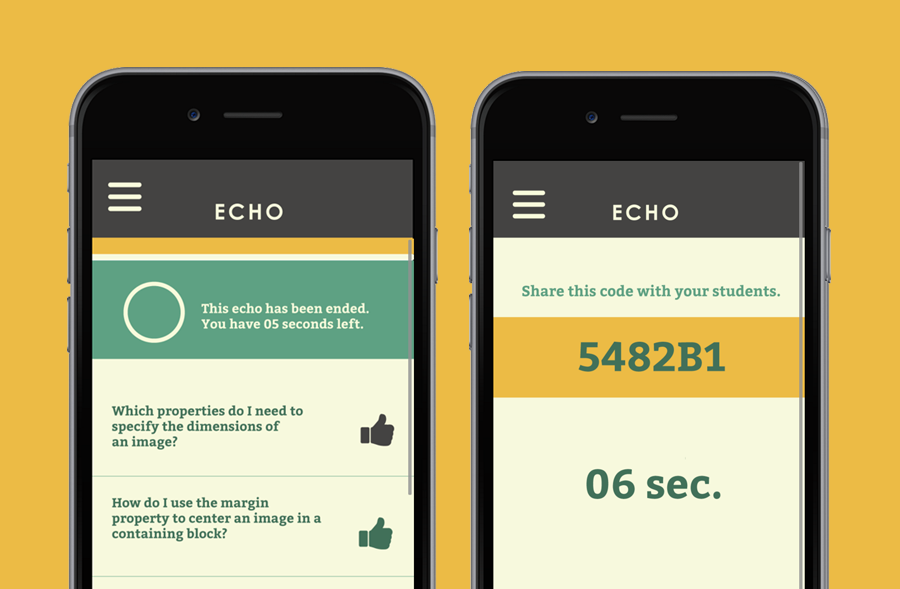 ECHO
This echo has been ended.
You have 05 seconds left.
Which properties do I need to
specify the dimensions of
an image?
How do I use the margin
property to center an image in a
containing block?
ECHO
Share this code with your students.
5482B1
06 sec.